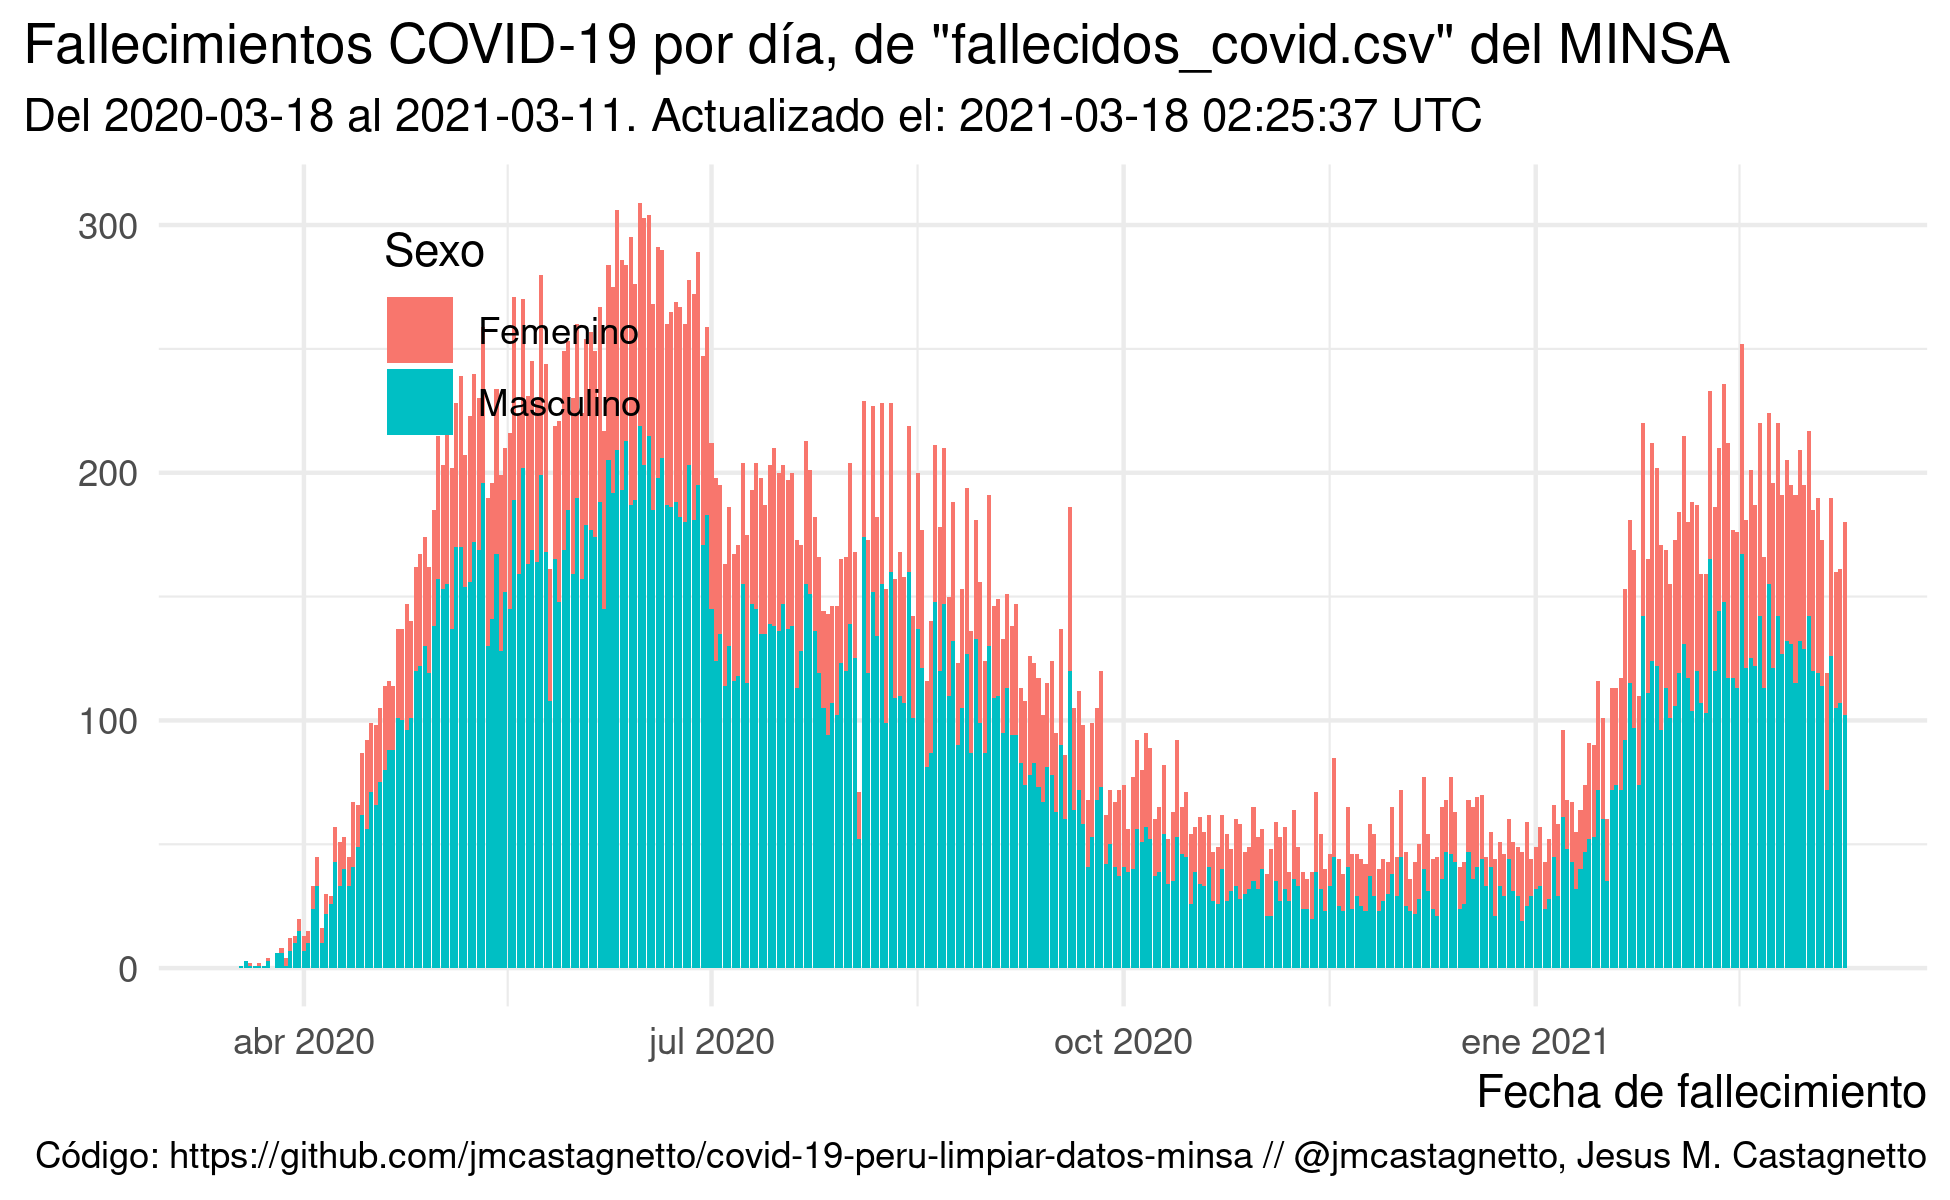 Fallecimientos COVID-19 por día, de "fallecidos_covid.csv" del MINSA
Del 2020-03-18 al 2021-03-11. Actualizado el: 2021-03-18 02:25:37 UTC
300
200
100
0
Sexo
Femenino
Masculino
abr 2020
jul 2020
oct 2020
ene 2021
Fecha de fallecimiento
Código: https://github.com/jmcastagnetto/covid-19-peru-limpiar-datos-minsa // @jmcastagnetto, Jesus M. Castagnetto